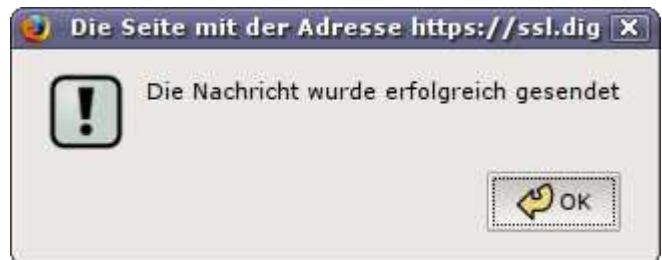 Die Seite mit der Adresse https://ssl.dig
Die Nachricht wurde erfolgreich gesendet
OK